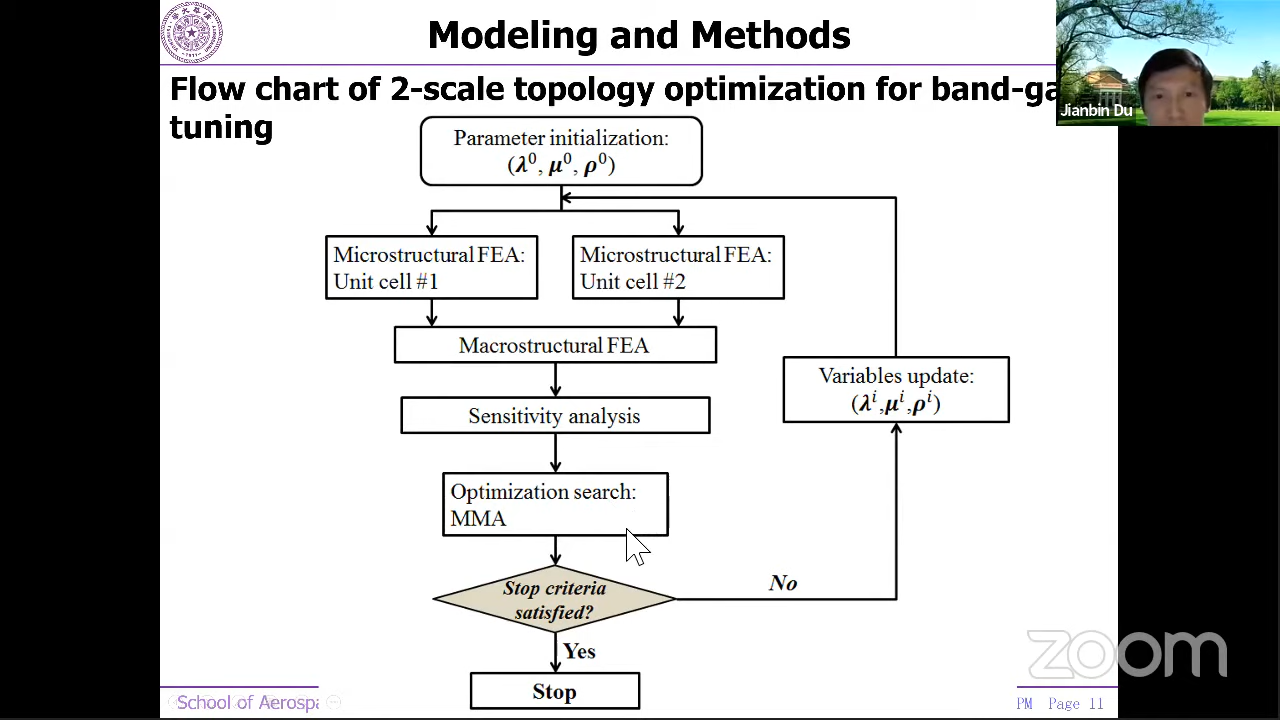 Modeling and Methods
Flow chart of 2-scale topology optimization for band-ga
tuning
Jianbin Du
Parameter initialization:
(λ⁰, μ⁰, ρ⁰)
Microstructural FEA:
Unit cell #1
Microstructural FEA:
Unit cell #2
Macrostructural FEA
Sensitivity analysis
Variables update:
(λⁱ,μⁱ,ρⁱ)
Optimization search:
MMA
Stop criteria
satisfied?
No
Yes
Stop
zoom
School of Aerospa
PM Page 11